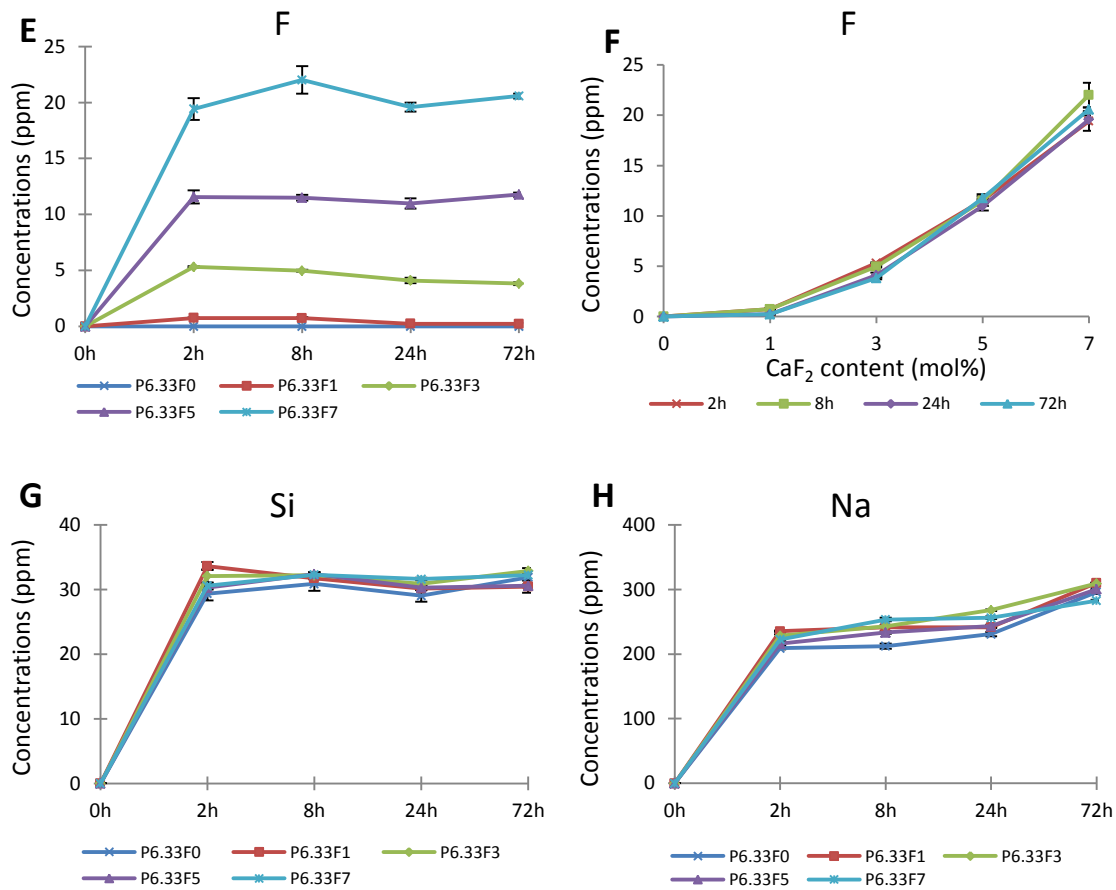 E
F
Concentrations (ppm)
25
20
15
10
5
0
0h 2h 8h 24h 72h
P6.33F0 P6.33F1 P6.33F3
P6.33F5 P6.33F7
F
F
Concentrations (ppm)
25
20
15
10
5
0
0 1 3 5 7
CaF₂ content (mol%)
2h 8h 24h 72h
G
Si
Concentrations (ppm)
40
30
20
10
0
0h 2h 8h 24h 72h
P6.33F0 P6.33F1 P6.33F3
P6.33F5 P6.33F7
H
Na
Concentrations (ppm)
400
300
200
100
0
0h 2h 8h 24h 72h
P6.33F0 P6.33F1 P6.33F3
P6.33F5 P6.33F7